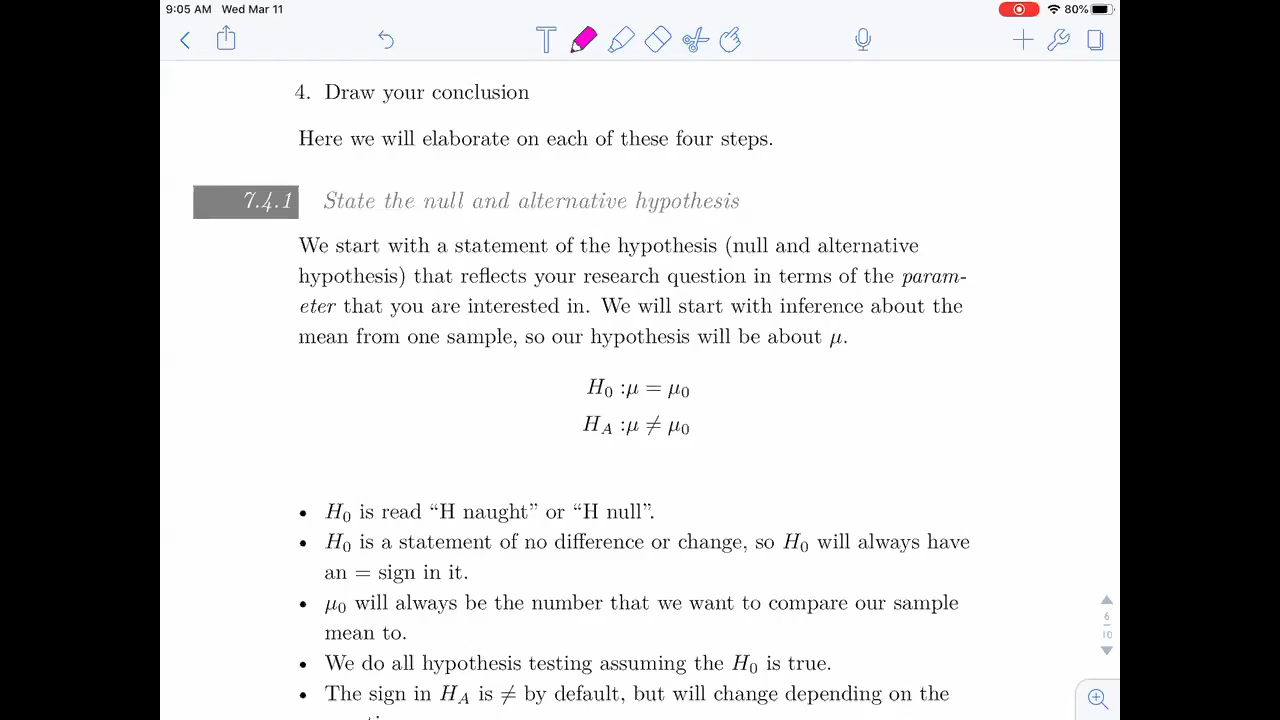 9:05 AM Wed Mar 11
80%
4. Draw your conclusion
Here we will elaborate on each of these four steps.
7.4.1 State the null and alternative hypothesis
We start with a statement of the hypothesis (null and alternative
hypothesis) that reflects your research question in terms of the param-
eter that you are interested in. We will start with inference about the
mean from one sample, so our hypothesis will be about μ.
H₀ :μ = μ₀
H_A :μ ≠ μ₀
• H₀ is read “H naught” or “H null”.
• H₀ is a statement of no difference or change, so H₀ will always have
an = sign in it.
• μ₀ will always be the number that we want to compare our sample
mean to.
• We do all hypothesis testing assuming the H₀ is true.
• The sign in H_A is ≠ by default, but will change depending on the
6
10